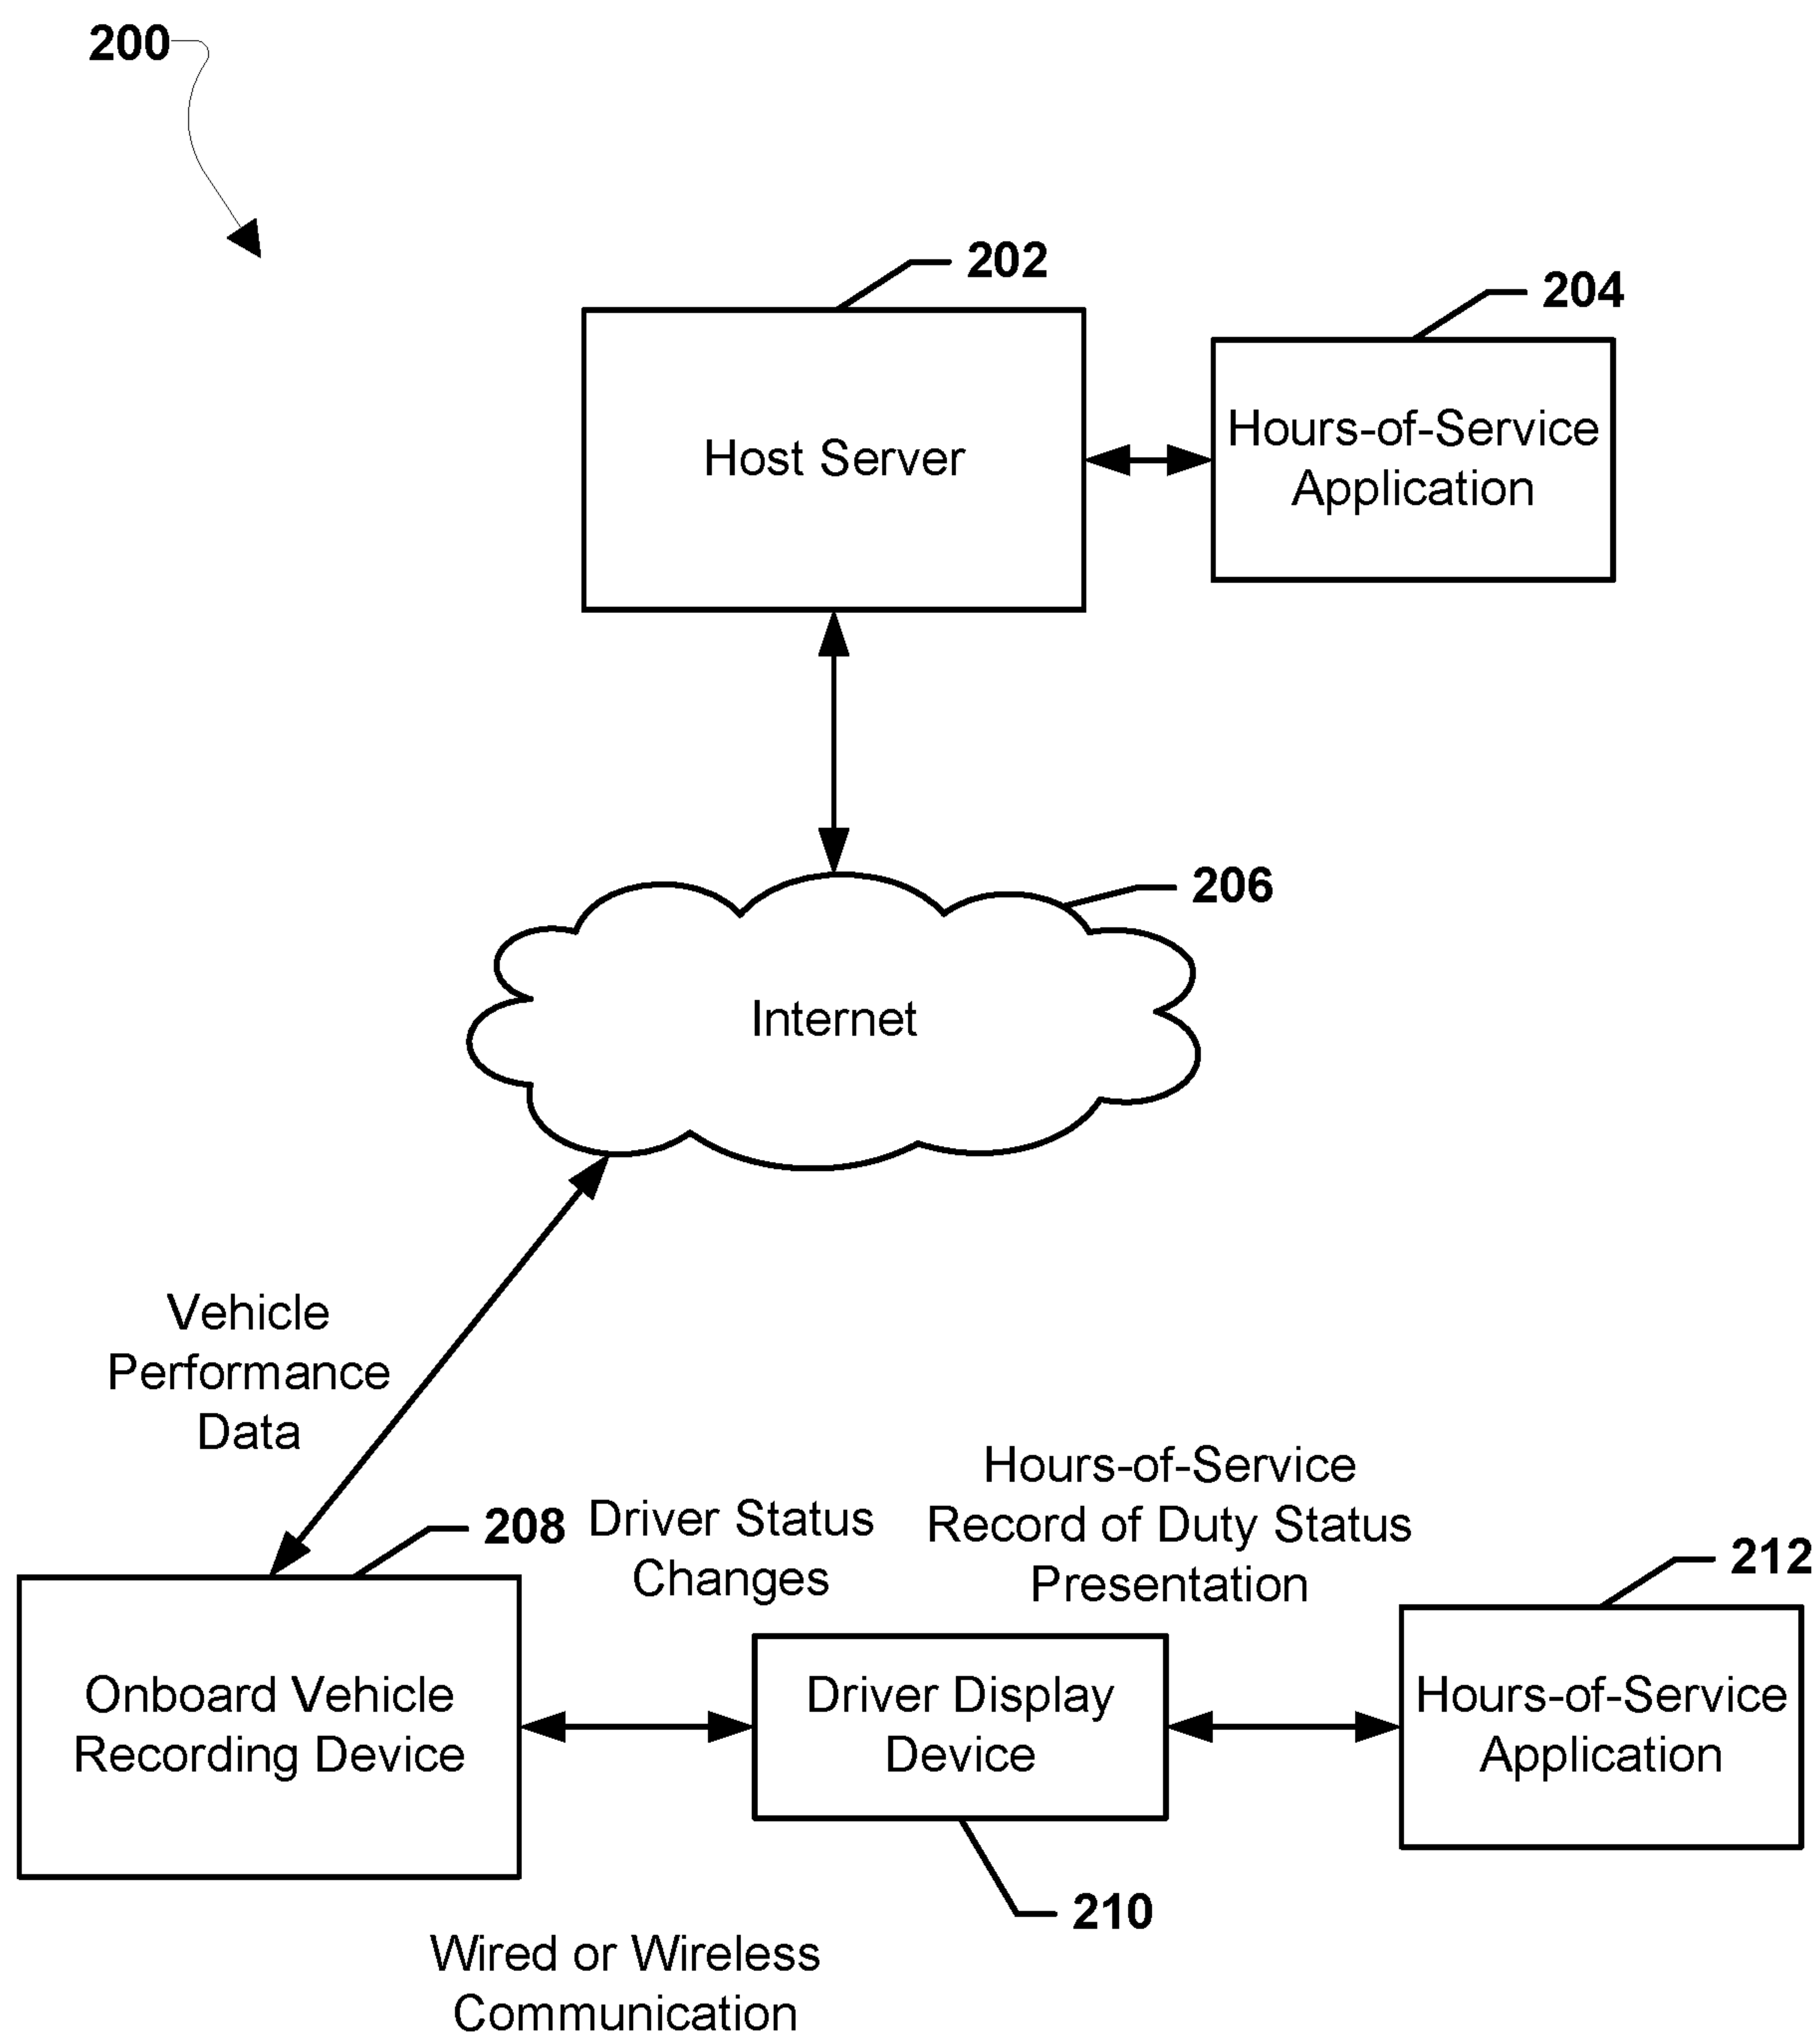 200
202
204
Host Server
Hours-of-Service
Application
206
Internet
Vehicle
Performance
Data
208
Driver Status
Changes
Hours-of-Service
Record of Duty Status
Presentation
212
Onboard Vehicle
Recording Device
Driver Display
Device
Hours-of-Service
Application
210
Wired or Wireless
Communication